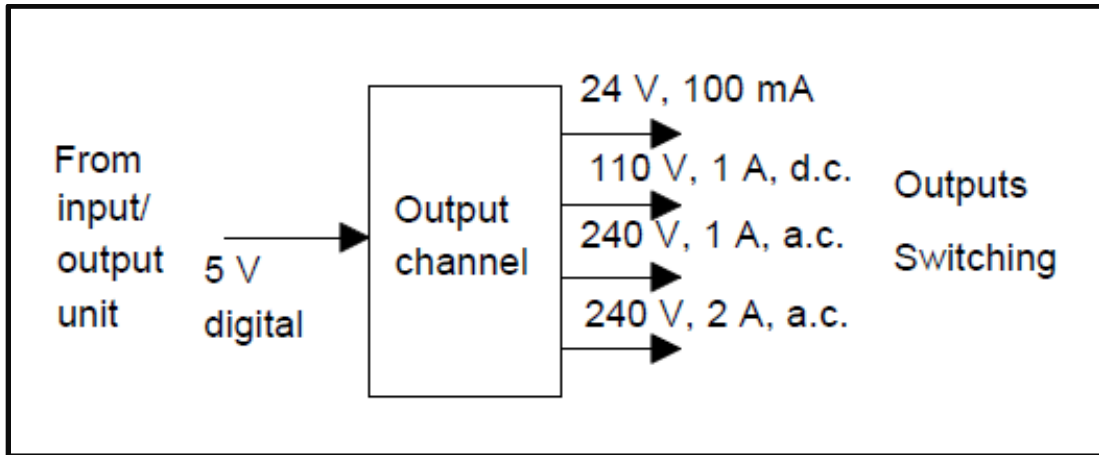 From
input/
output
unit
5 V
digital
Output
channel
24 V, 100 mA
110 V, 1 A, d.c.
240 V, 1 A, a.c.
240 V, 2 A, a.c.
Outputs
Switching